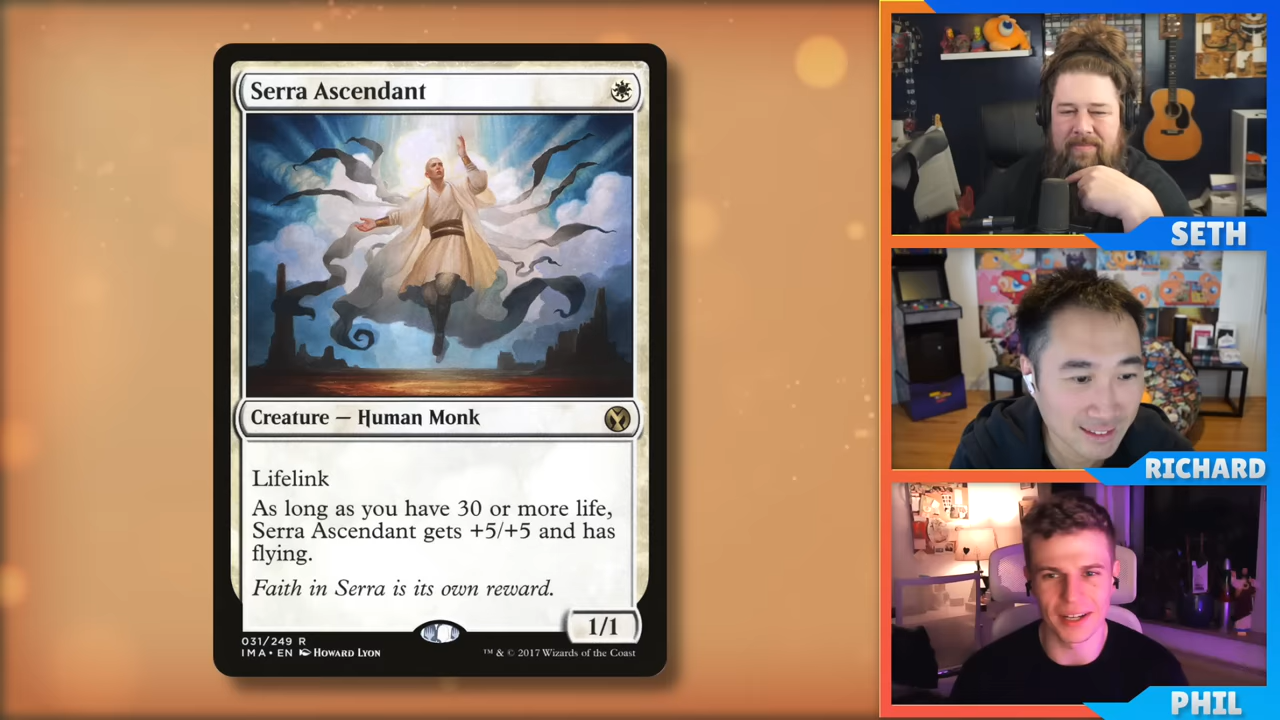 Serra Ascendant
Creature — Human Monk
Lifelink
As long as you have 30 or more life,
Serra Ascendant gets +5/+5 and has
flying.
Faith in Serra is its own reward.
1/1
031/249 R
IMA • EN Howard Lyon
™ & © 2017 Wizards of the Coast
SETH
RICHARD
PHIL